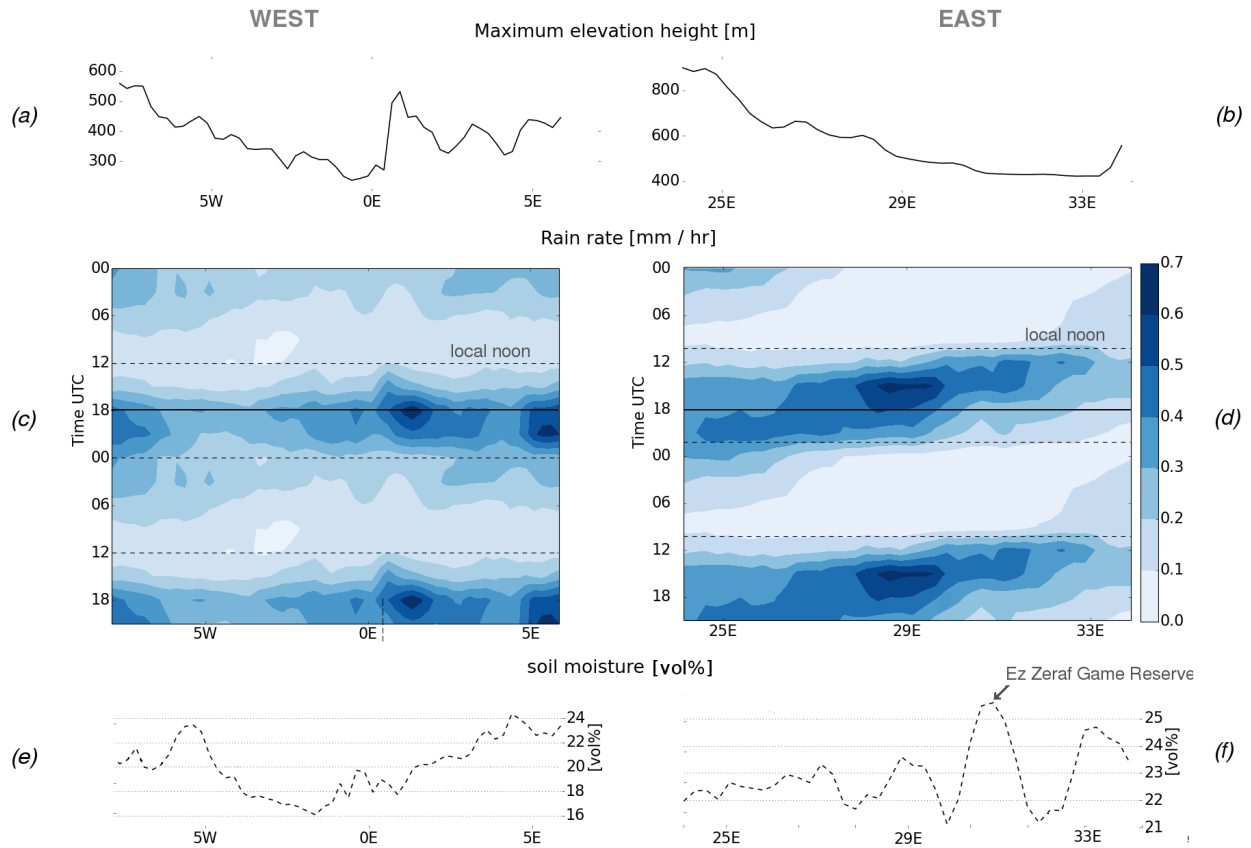 WEST
EAST
Maximum elevation height [m]
(a)
600
500
400
300
5W
0E
5E
800
600
400
25E
29E
33E
(b)
Rain rate [mm / hr]
(c)
Time UTC
00
06
12
18
00
06
12
18
local noon
5W
0E
5E
Time UTC
00
06
12
18
00
06
12
18
local noon
25E
29E
33E
0.7
0.6
0.5
0.4
0.3
0.2
0.1
0.0
(d)
soil moisture [vol%]
Ez Zeraf Game Reserve
(e)
24
22
20
18
16
[vol%]
5W
0E
5E
25
24
23
22
21
[vol%]
25E
29E
33E
(f)